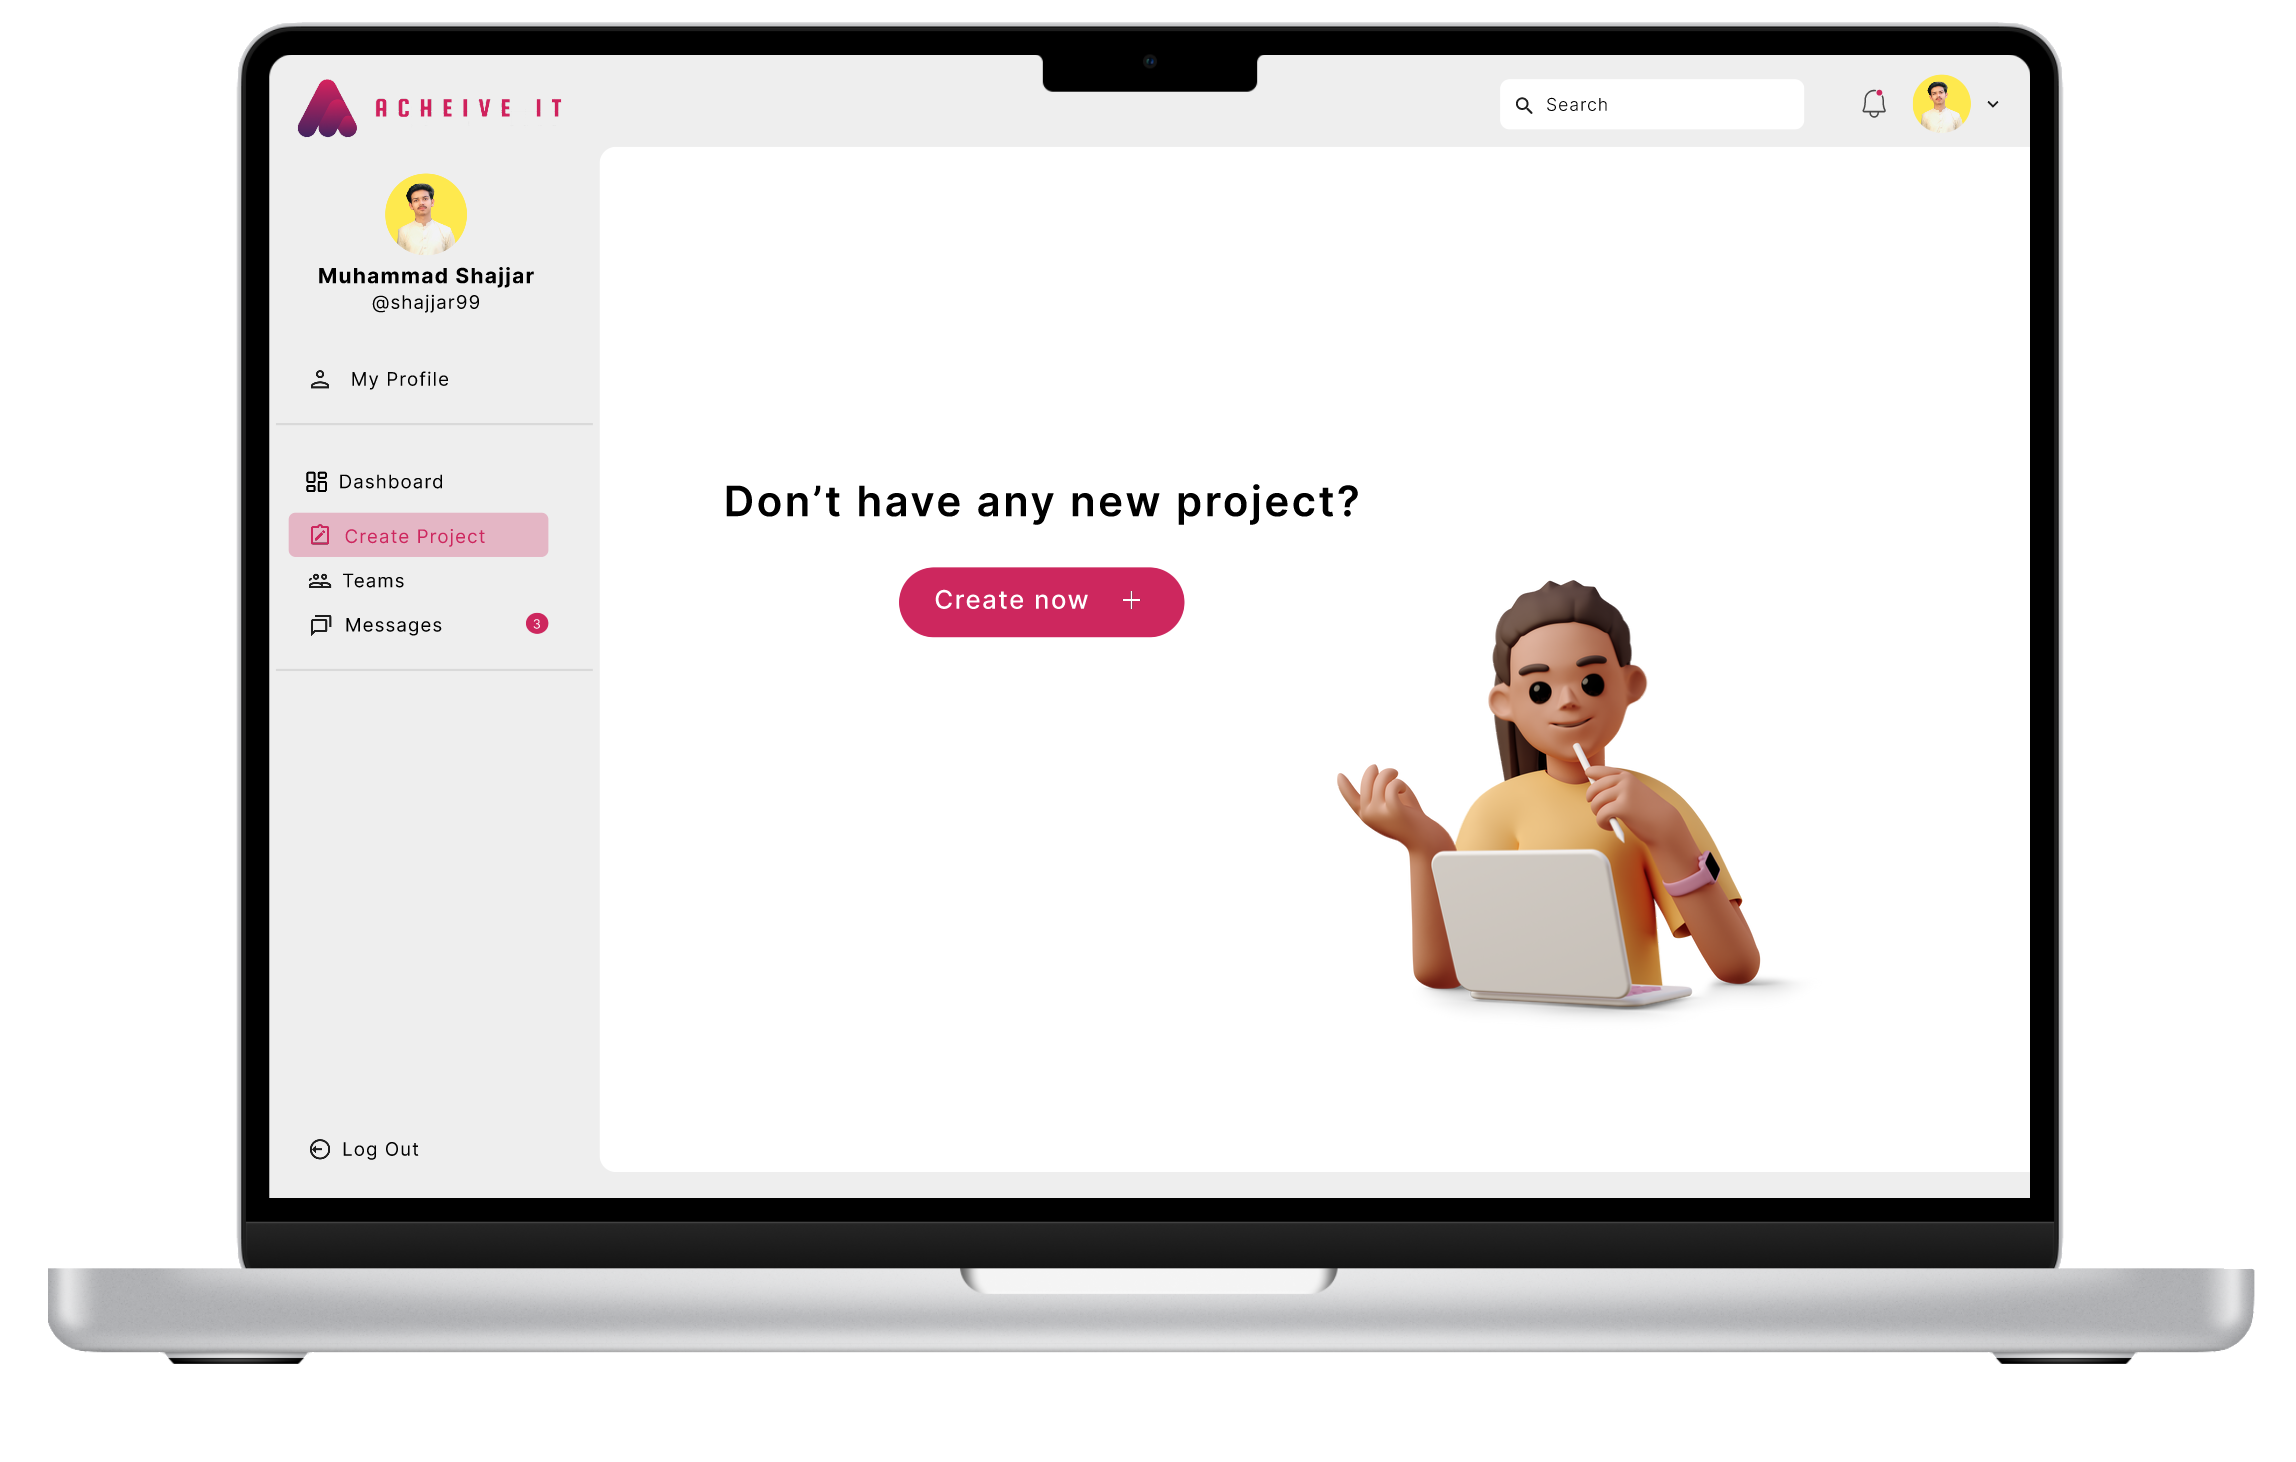 ACHEIVE IT
Search
Muhammad Shajjar
@shajjar99
My Profile
Dashboard
Create Project
Teams
Messages 3
Don’t have any new project?
Create now +
Log Out